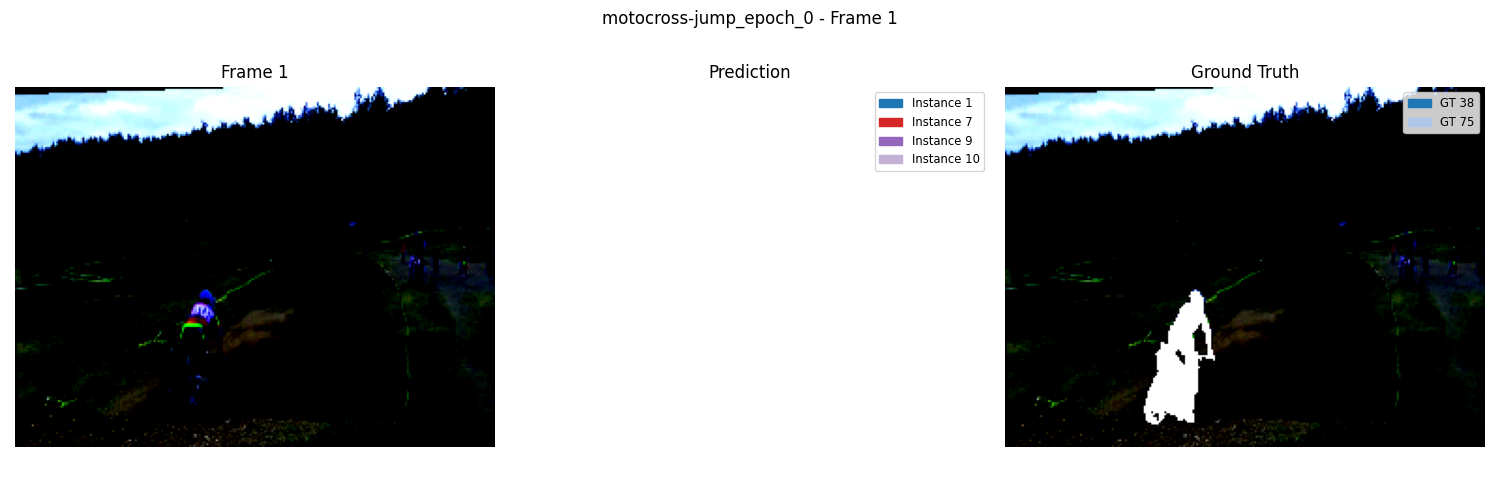 motocross-jump_epoch_0 - Frame 1
Frame 1
Prediction
Ground Truth
Instance 1
Instance 7
Instance 9
Instance 10
GT 38
GT 75